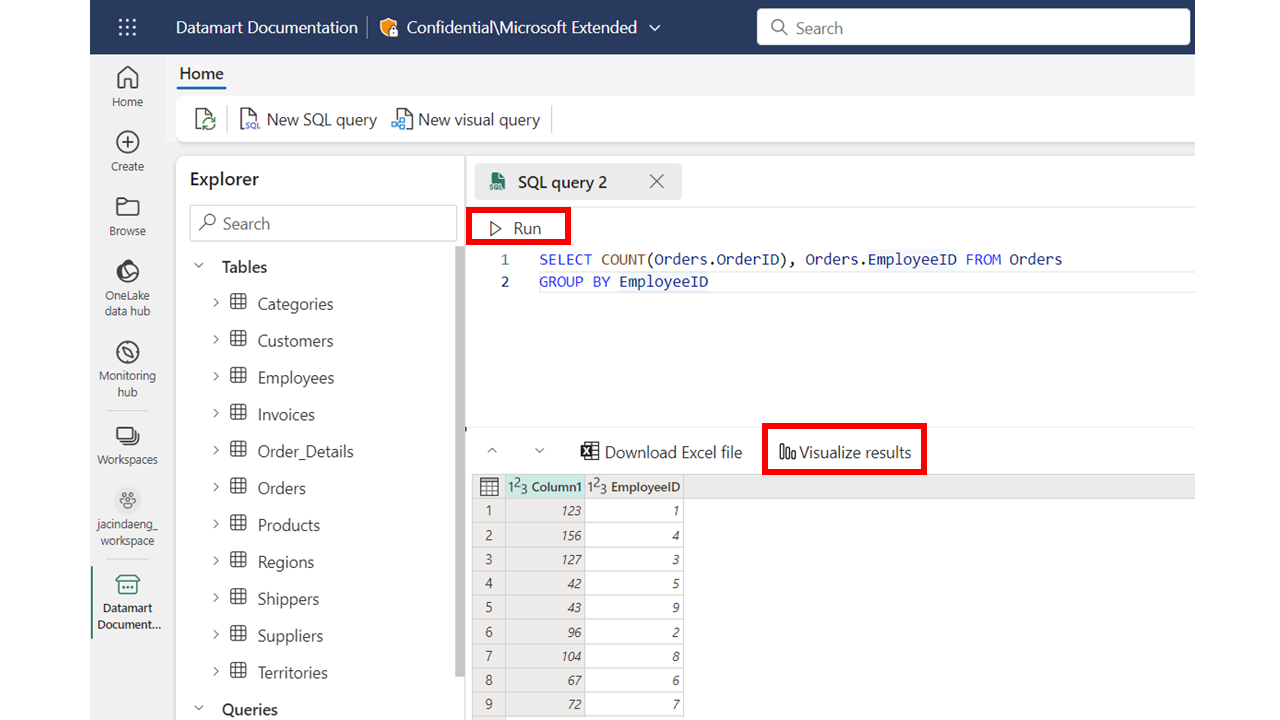 Datamart Documentation
Confidential\Microsoft Extended
Search
Home
Create
Browse
OneLake
data hub
Monitoring
hub
Workspaces
jacindaeng_
workspace
Datamart
Document...
Home
New SQL query
New visual query
Explorer
Search
Tables
Categories
Customers
Employees
Invoices
Order_Details
Orders
Products
Regions
Shippers
Suppliers
Territories
Queries
SQL query 2
Run
1 SELECT COUNT(Orders.OrderID), Orders.EmployeeID FROM Orders
2 GROUP BY EmployeeID
Download Excel file
Visualize results
123 Column1 123 EmployeeID
1 123 1
2 156 4
3 127 3
4 42 5
5 43 9
6 96 2
7 104 8
8 67 6
9 72 7